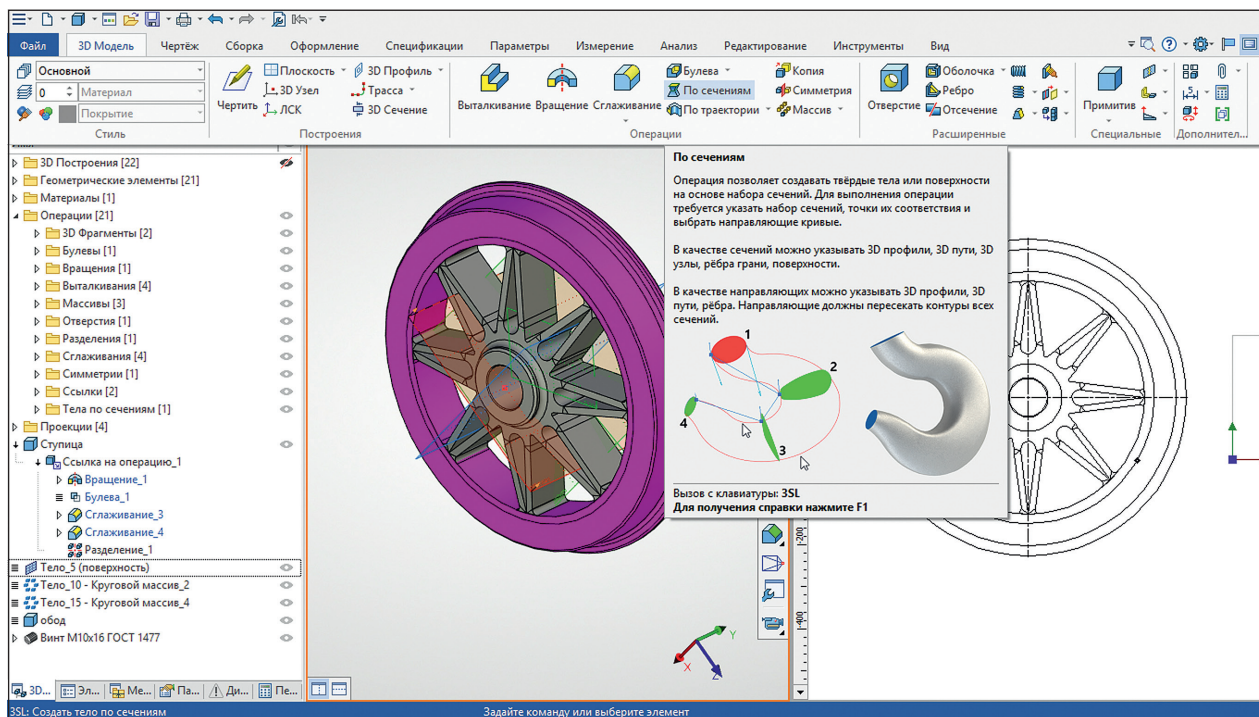 Файл 3D Модель Чертёж Сборка Оформление Спецификации Параметры Измерение Анализ Редактирование Инструменты Вид
Основной
0 Материал
Покрытие
Стиль
Чертить
Плоскость
3D Узел
ЛСК
3D Профиль
Трасса
3D Сечение
Построения
Выталкивание Вращение Сглаживание
Булева
По сечениям
По траектории
Копия
Симметрия
Массив
Операции
Отверстие
Оболочка
Ребро
Отсечение
Расширенные
Примитив
Специальные
Дополнител...
3D Построения [22]
Геометрические элементы [21]
Материалы [1]
Операции [21]
3D Фрагменты [2]
Булевы [1]
Вращения [1]
Выталкивания [4]
Массивы [3]
Отверстия [1]
Разделения [1]
Сглаживания [4]
Симметрии [1]
Ссылки [2]
Тела по сечениям [1]
Проекции [4]
Ступица
Ссылка на операцию_1
Вращение_1
Булева_1
Сглаживание_3
Сглаживание_4
Разделение_1
Тело_5 (поверхность)
Тело_10 - Круговой массив_2
Тело_15 - Круговой массив_4
обод
Винт М10х16 ГОСТ 1477
3D... Эл... Ме... Па... Ди... Пе...
По сечениям
Операция позволяет создавать твёрдые тела или поверхности
на основе набора сечений. Для выполнения операции
требуется указать набор сечений, точки их соответствия и
выбрать направляющие кривые.
В качестве сечений можно указывать 3D профили, 3D пути, 3D
узлы, рёбра грани, поверхности.
В качестве направляющих можно указывать 3D профили, 3D
пути, рёбра. Направляющие должны пересекать контуры всех
сечений.
1
2
4
3
Вызов с клавиатуры: 3SL
Для получения справки нажмите F1
-200
-400
Y
X
Z
3SL: Создать тело по сечениям Задайте команду или выберите элемент